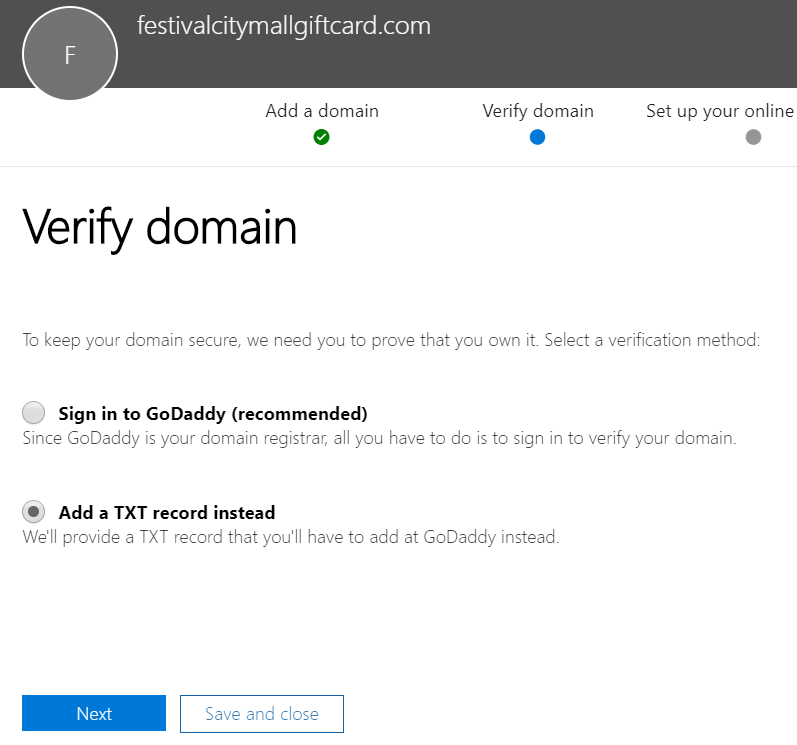 F
festivalcitymallgiftcard.com
Add a domain
Verify domain
Set up your online
Verify domain
To keep your domain secure, we need you to prove that you own it. Select a verification method:
Sign in to GoDaddy (recommended)
Since GoDaddy is your domain registrar, all you have to do is to sign in to verify your domain.
Add a TXT record instead
We'll provide a TXT record that you'll have to add at GoDaddy instead.
Next
Save and close